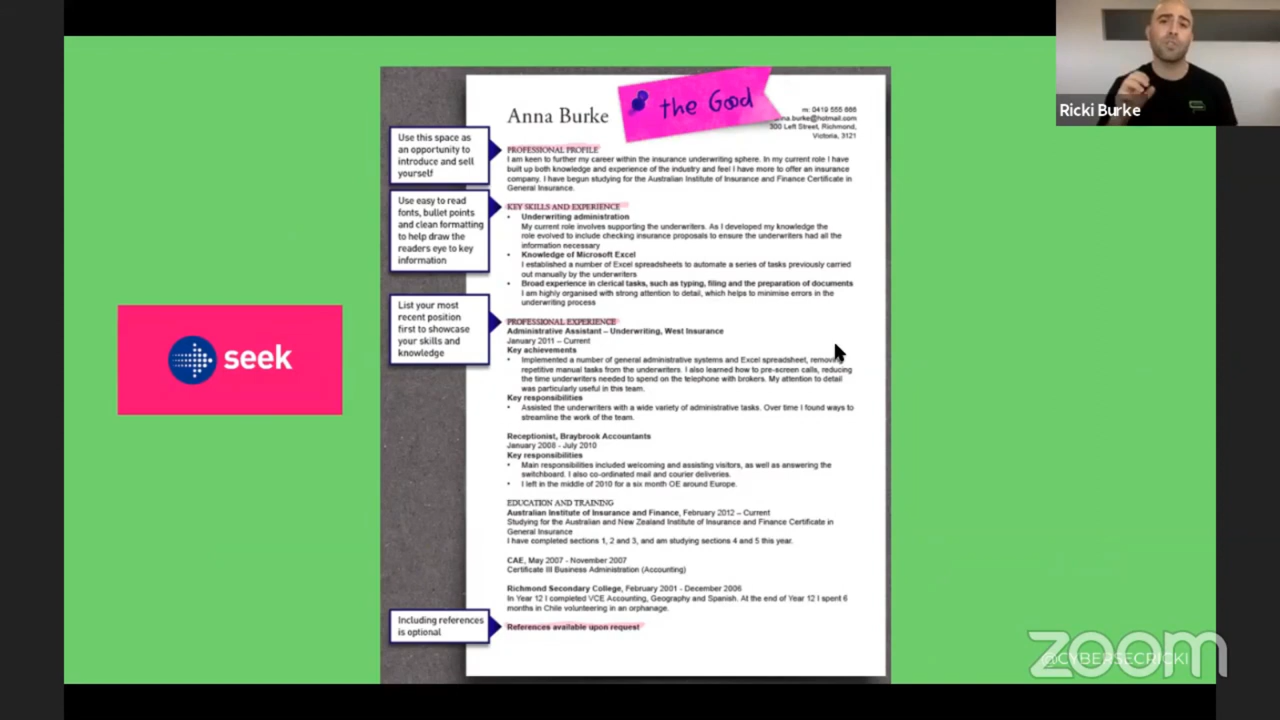 Ricki Burke
the Good
Anna Burke
m: 0419 555 666
na.burke@hotmail.com
300 Left Street, Richmond,
Victoria, 3121
Use this space as
an opportunity to
introduce and sell
yourself
PROFESSIONAL PROFILE
I am keen to further my career within the insurance underwriting sphere. In my current role I have
built up both knowledge and experience of the industry and feel I have more to offer an insurance
company. I have begun studying for the Australian Institute of Insurance and Finance Certificate in
General Insurance.
Use easy to read
fonts, bullet points
and clean formatting
to help draw the
readers eye to key
information
KEY SKILLS AND EXPERIENCE
• Underwriting administration
My current role involves supporting the underwriters. As I developed my knowledge the
role evolved to include checking insurance proposals to ensure the underwriters had all the
information necessary
• Knowledge of Microsoft Excel
I established a number of Excel spreadsheets to automate a series of tasks previously carried
out manually by the underwriters
• Broad experience in clerical tasks, such as typing, filing and the preparation of documents
I am highly organised with strong attention to detail, which helps to minimise errors in the
underwriting process
List your most
recent position
first to showcase
your skills and
knowledge
PROFESSIONAL EXPERIENCE
Administrative Assistant – Underwriting, West Insurance
January 2011 – Current
Key achievements
• Implemented a number of general administrative systems and Excel spreadsheet, removing
repetitive manual tasks from the underwriters. I also learned how to pre-screen calls, reducing
the time underwriters needed to spend on the telephone with brokers. My attention to detail
was particularly useful in this team.
Key responsibilities
• Assisted the underwriters with a wide variety of administrative tasks. Over time I found ways to
streamline the work of the team.
Receptionist, Braybrook Accountants
January 2008 - July 2010
Key responsibilities
• Main responsibilities included welcoming and assisting visitors, as well as answering the
switchboard. I also co-ordinated mail and courier deliveries.
• I left in the middle of 2010 for a six month OE around Europe.
EDUCATION AND TRAINING
Australian Institute of Insurance and Finance, February 2012 – Current
Studying for the Australian and New Zealand Institute of Insurance and Finance Certificate in
General Insurance
I have completed sections 1, 2 and 3, and am studying sections 4 and 5 this year.
CAE, May 2007 - November 2007
Certificate III Business Administration (Accounting)
Richmond Secondary College, February 2001 - December 2006
In Year 12 I completed VCE Accounting, Geography and Spanish. At the end of Year 12 I spent 6
months in Chile volunteering in an orphanage.
Including references
is optional
References available upon request
seek
zoom
@CYBERSECRICKI